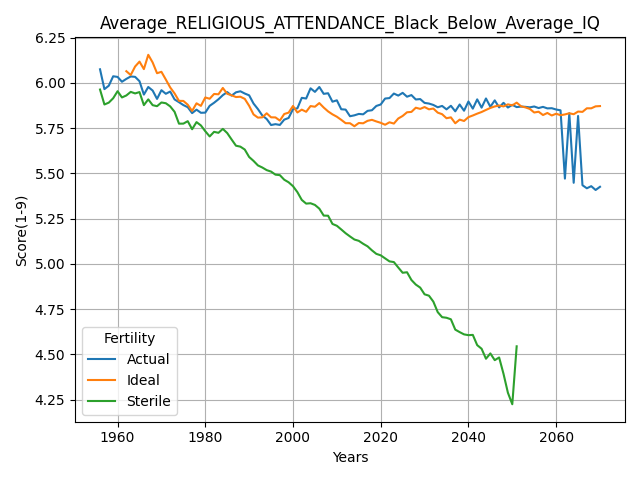 Average_RELIGIOUS_ATTENDANCE_Black_Below_Average_IQ
6.25
6.00
5.75
5.50
5.25
5.00
4.75
4.50
4.25
Score(1-9)
Fertility
Actual
Ideal
Sterile
1960 1980 2000 2020 2040 2060
Years